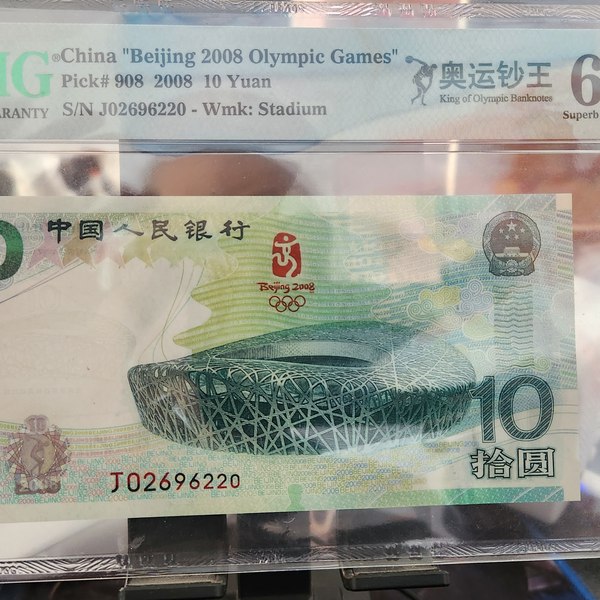 China "Beijing 2008 Olympic Games"
Pick# 908 2008 10 Yuan
S/N J02696220 - Wmk: Stadium
奥运钞王
King of Olympic Banknotes
6
Superb
MG
ARANTY
0
中国人民银行
Beijing 2008
10
拾圆
10
2008
J02696220